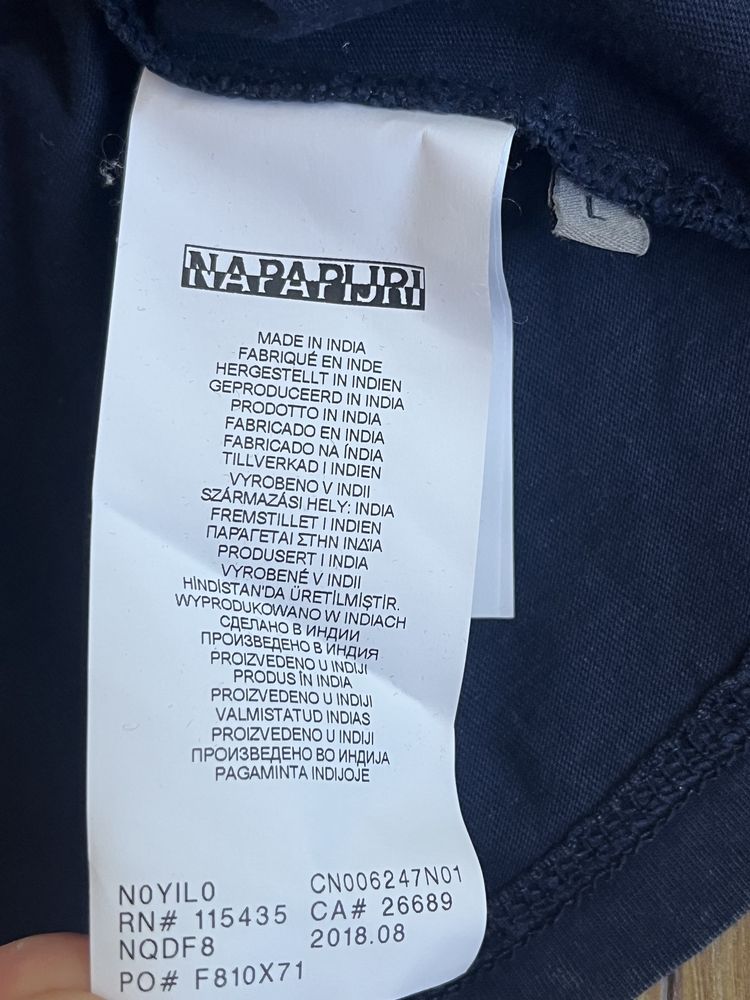 L
NAPAPIJRI
MADE IN INDIA
FABRIQUÉ EN INDE
HERGESTELLT IN INDIEN
GEPRODUCEERD IN INDIA
PRODOTTO IN INDIA
FABRICADO EN INDIA
FABRICADO NA ÍNDIA
TILLVERKAD I INDIEN
VYROBENO V INDII
SZÁRMAZÁSI HELY: INDIA
FREMSTILLET I INDIEN
ΠΑΡΆΓΕΤΑΙ ΣΤΗΝ ΙΝΔΊΑ
PRODUSERT I INDIA
VYROBENÉ V INDII
HİNDİSTAN'DA ÜRETİLMİŞTİR.
WYPRODUKOWANO W INDIACH
СДЕЛАНО В ИНДИИ
ПРОИЗВЕДЕНО В ИНДИЯ
PROIZVEDENO U INDIJI
PRODUS ÎN INDIA
PROIZVEDENO U INDIJI
VALMISTATUD INDIAS
PROIZVEDENO U INDIJI
ПРОИЗВЕДЕНО ВО ИНДИЈА
PAGAMINTA INDIJOJE
N0YIL0 CN006247N01
RN# 115435 CA# 26689
NQDF8 2018.08
PO# F810X71